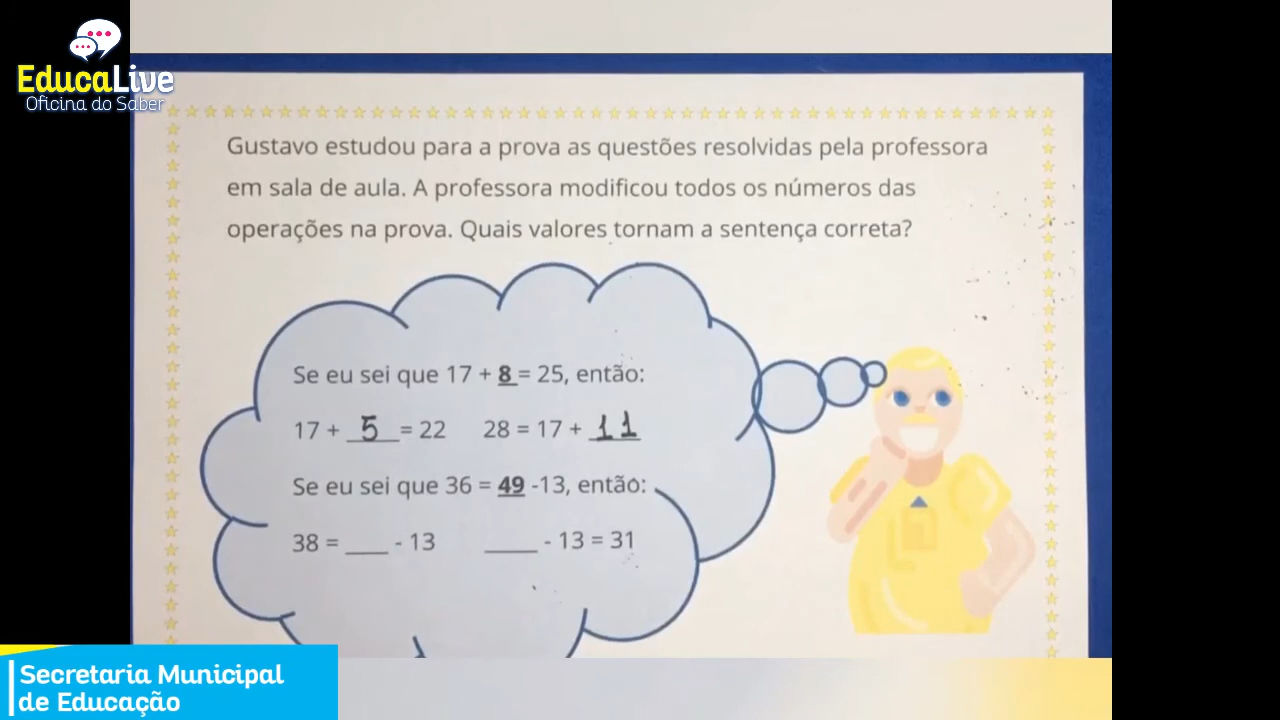 EducaLive
Oficina do Saber
Gustavo estudou para a prova as questões resolvidas pela professora
em sala de aula. A professora modificou todos os números das
operações na prova. Quais valores tornam a sentença correta?
Se eu sei que 17 + 8 = 25, então:
17 + 5 = 22 28 = 17 + 11
Se eu sei que 36 = 49 -13, então:
38 = ____ - 13 _____ - 13 = 31
Secretaria Municipal
de Educação